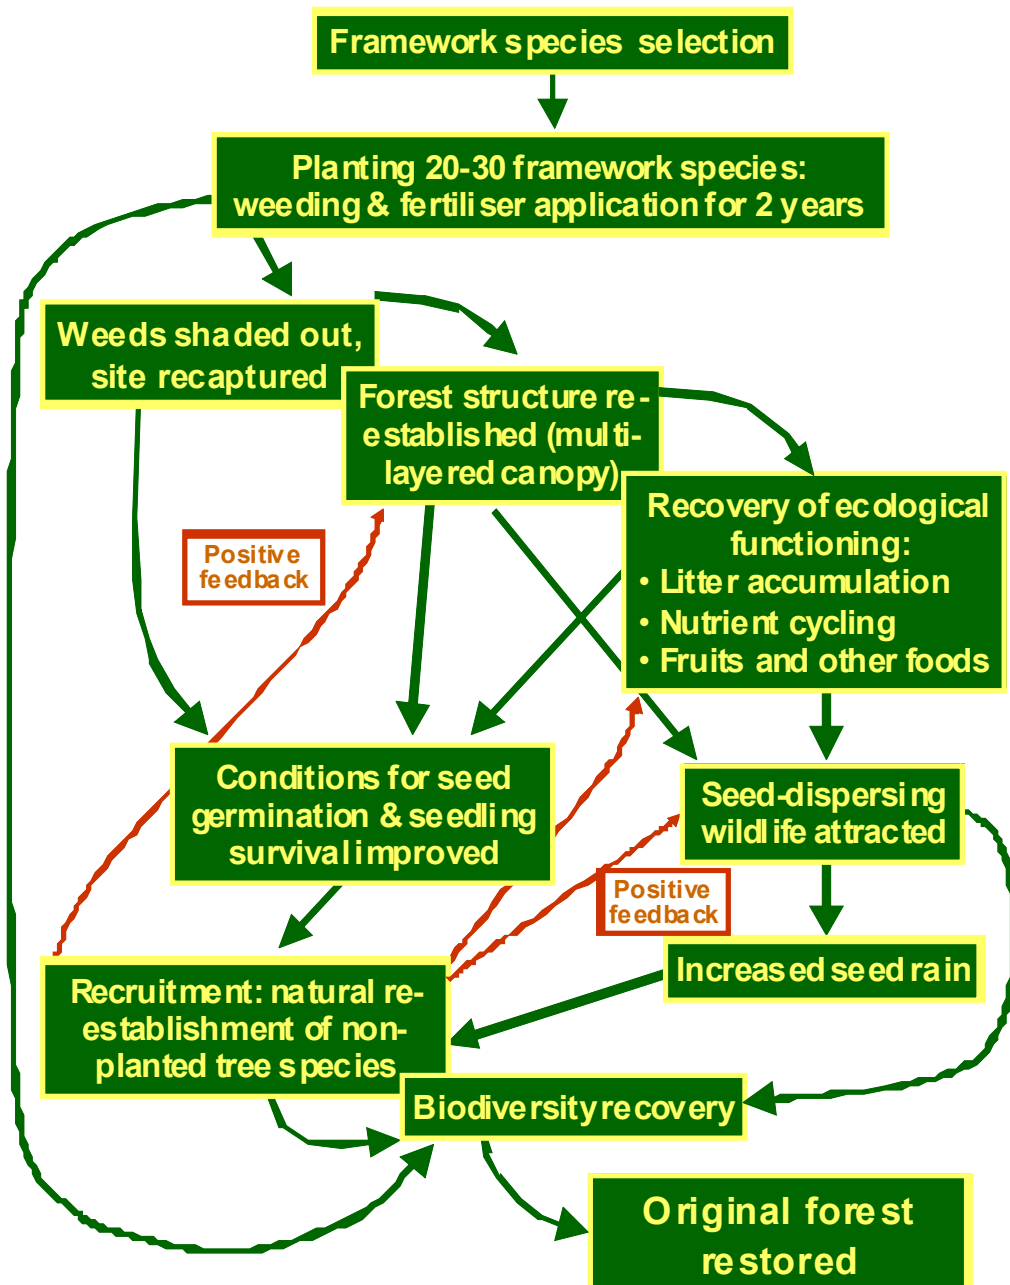 Framework species selection
Planting 20-30 framework species:
weeding & fertiliser application for 2 years
Weeds shaded out,
site recaptured
Forest structure re-
established (multi-
layered canopy)
Recovery of ecological
functioning:
• Litter accumulation
• Nutrient cycling
• Fruits and other foods
Positive
feedback
Conditions for seed
germination & seedling
survival improved
Seed-dispersing
wildlife attracted
Positive
feedback
Increased seed rain
Recruitment: natural re-
establishment of non-
planted tree species
Biodiversity recovery
Original forest
restored